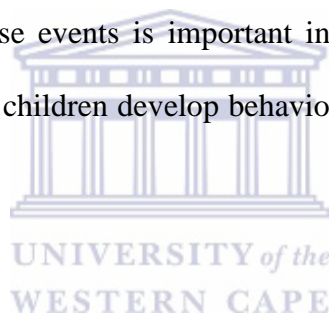 se events is important in
children develop behavio
UNIVERSITY of the
WESTERN CAPE